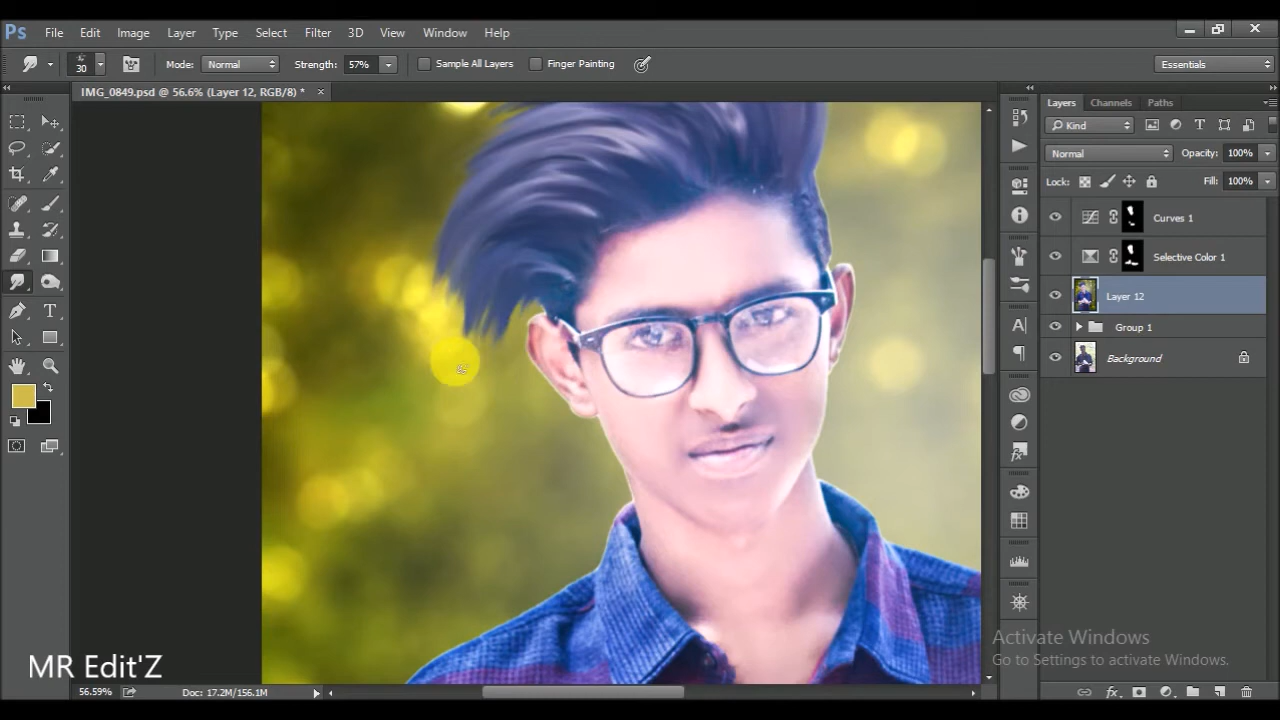 Ps File Edit Image Layer Type Select Filter 3D View Window Help
30 Mode: Normal Strength: 57% Sample All Layers Finger Painting Essentials
IMG_0849.psd @ 56.6% (Layer 12, RGB/8) * ×
Layers Channels Paths
Kind
Normal Opacity: 100%
Lock: Fill: 100%
Curves 1
Selective Color 1
Layer 12
Group 1
Background
Activate Windows
Go to Settings to activate Windows.
MR Edit'Z
56.59% Doc: 17.2M/156.1M